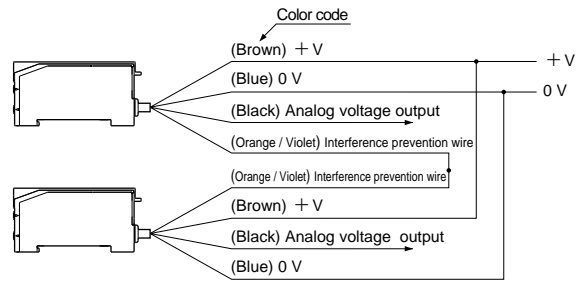 Color code
(Brown) ＋V
＋V
(Blue) 0 V
0 V
(Black) Analog voltage output
(Orange / Violet) Interference prevention wire
(Orange / Violet) Interference prevention wire
(Brown) ＋V
(Black) Analog voltage output
(Blue) 0 V